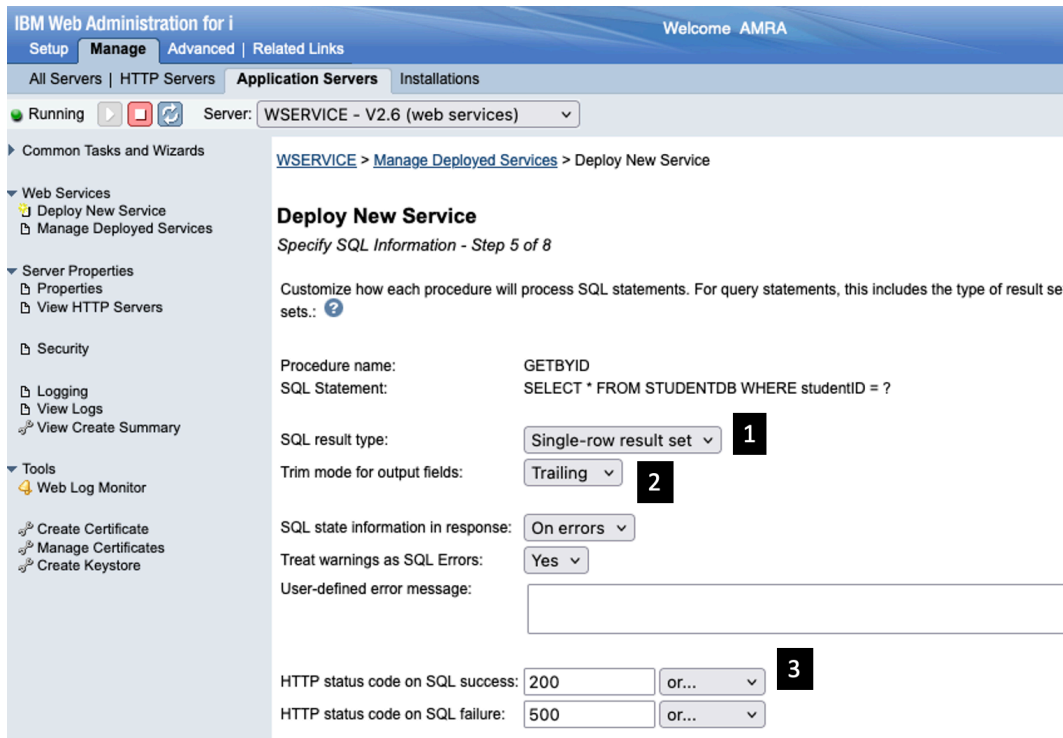 IBM Web Administration for i
Welcome AMRA
Setup Manage Advanced | Related Links
All Servers | HTTP Servers Application Servers Installations
Running Server: WSERVICE - V2.6 (web services)
Common Tasks and Wizards
Web Services
Deploy New Service
Manage Deployed Services
Server Properties
Properties
View HTTP Servers
Security
Logging
View Logs
View Create Summary
Tools
Web Log Monitor
Create Certificate
Manage Certificates
Create Keystore
WSERVICE > Manage Deployed Services > Deploy New Service
Deploy New Service
Specify SQL Information - Step 5 of 8
Customize how each procedure will process SQL statements. For query statements, this includes the type of result se
sets.: ?
Procedure name: GETBYID
SQL Statement: SELECT * FROM STUDENTDB WHERE studentID = ?
SQL result type: Single-row result set 1
Trim mode for output fields: Trailing 2
SQL state information in response: On errors
Treat warnings as SQL Errors: Yes
User-defined error message:
3
HTTP status code on SQL success: 200 or...
HTTP status code on SQL failure: 500 or...